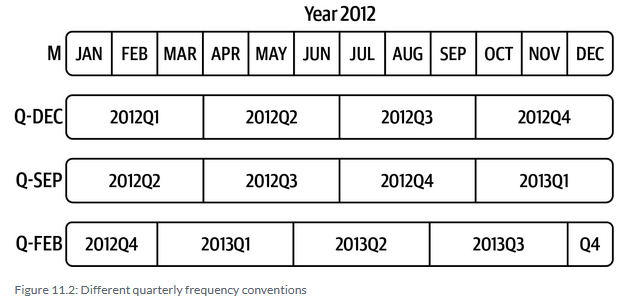 Year 2012
M JAN FEB MAR APR MAY JUN JUL AUG SEP OCT NOV DEC
Q-DEC 2012Q1 2012Q2 2012Q3 2012Q4
Q-SEP 2012Q2 2012Q3 2012Q4 2013Q1
Q-FEB 2012Q4 2013Q1 2013Q2 2013Q3 Q4
Figure 11.2: Different quarterly frequency conventions